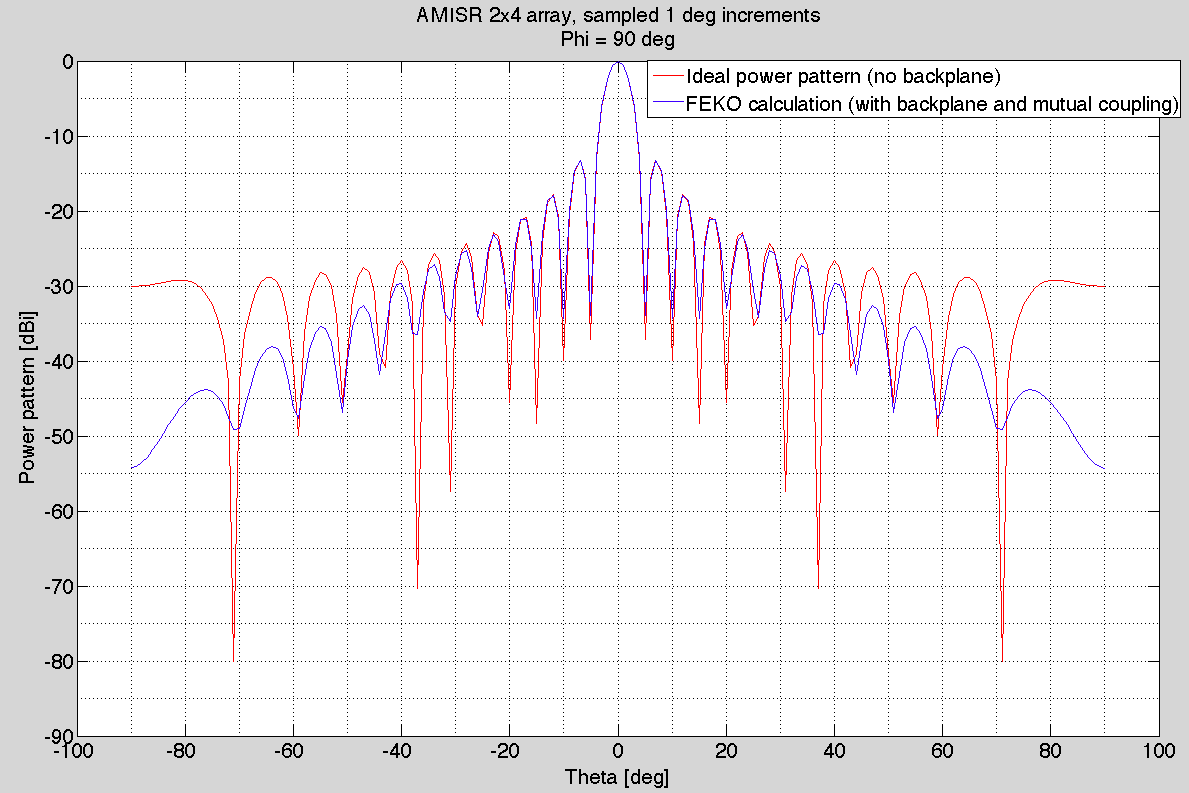 AMISR 2x4 array, sampled 1 deg increments
Phi = 90 deg
Ideal power pattern (no backplane)
FEKO calculation (with backplane and mutual coupling)
Power pattern [dBi]
0
-10
-20
-30
-40
-50
-60
-70
-80
-90
-100 -80 -60 -40 -20 0 20 40 60 80 100
Theta [deg]